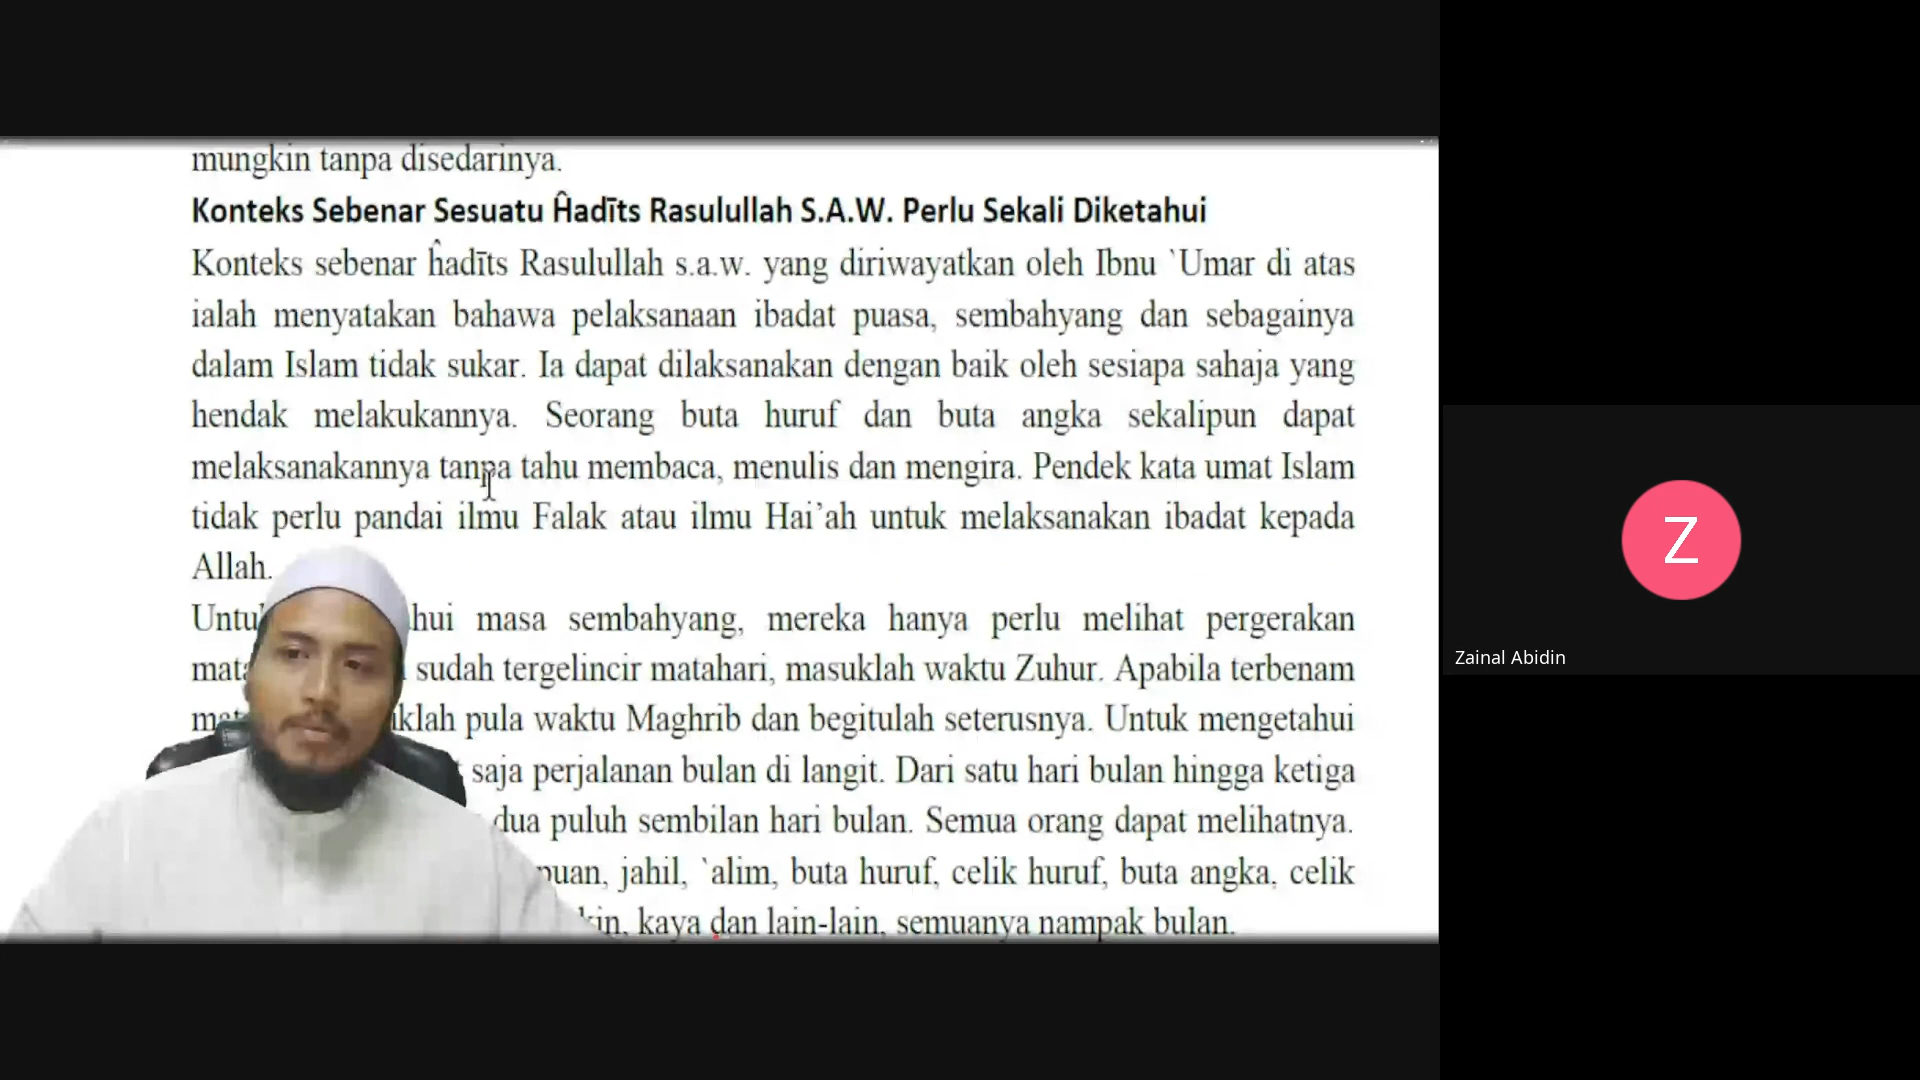 mungkin tanpa disedarinya.
Konteks Sebenar Sesuatu Ĥadīts Rasulullah S.A.W. Perlu Sekali Diketahui
Konteks sebenar ĥadīts Rasulullah s.a.w. yang diriwayatkan oleh Ibnu `Umar di atas
ialah menyatakan bahawa pelaksanaan ibadat puasa, sembahyang dan sebagainya
dalam Islam tidak sukar. Ia dapat dilaksanakan dengan baik oleh sesiapa sahaja yang
hendak melakukannya. Seorang buta huruf dan buta angka sekalipun dapat
melaksanakannya tanpa tahu membaca, menulis dan mengira. Pendek kata umat Islam
tidak perlu pandai ilmu Falak atau ilmu Hai’ah untuk melaksanakan ibadat kepada
Allah.
masa sembahyang, mereka hanya perlu melihat pergerakan
sudah tergelincir matahari, masuklah waktu Zuhur. Apabila terbenam
pula waktu Maghrib dan begitulah seterusnya. Untuk mengetahui
saja perjalanan bulan di langit. Dari satu hari bulan hingga ketiga
dua puluh sembilan hari bulan. Semua orang dapat melihatnya.
jahil, `alim, buta huruf, celik huruf, buta angka, celik
kaya dan lain-lain, semuanya nampak bulan.
Z
Zainal Abidin